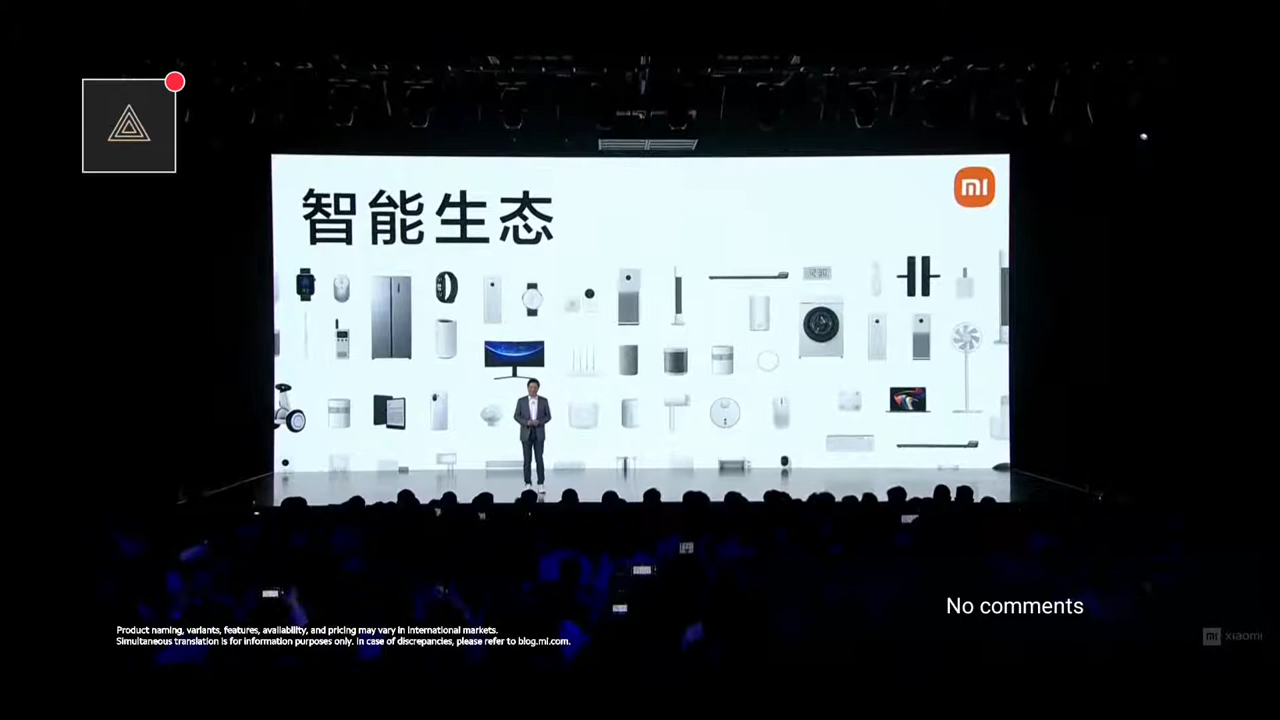 智能生态
mi
12:30
No comments
Product naming, variants, features, availability, and pricing may vary in international markets.
Simultaneous translation is for information purposes only. In case of discrepancies, please refer to blog.mi.com.
mi xiaomi